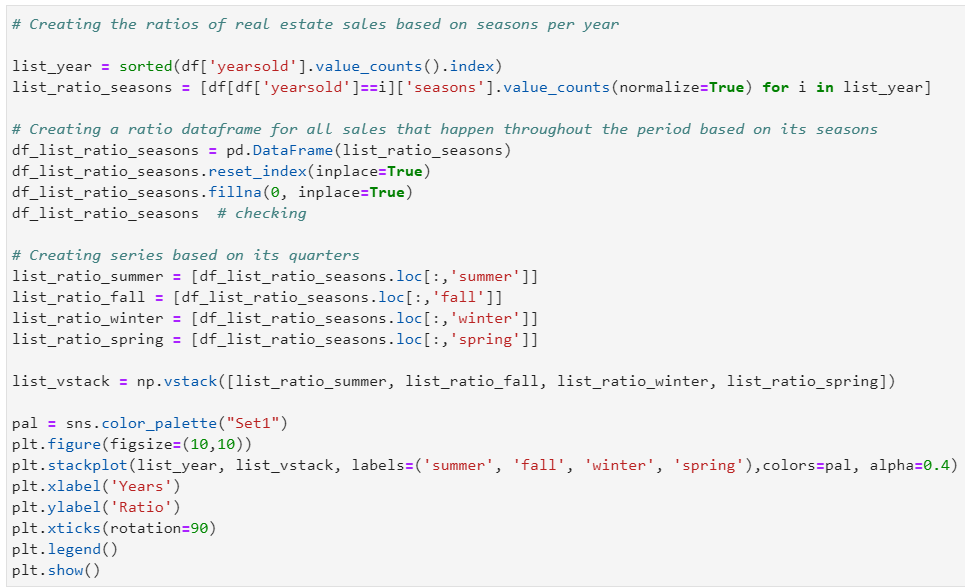 # Creating the ratios of real estate sales based on seasons per year
list_year = sorted(df['yearsold'].value_counts().index)
list_ratio_seasons = [df[df['yearsold']==i]['seasons'].value_counts(normalize=True) for i in list_year]
# Creating a ratio dataframe for all sales that happen throughout the period based on its seasons
df_list_ratio_seasons = pd.DataFrame(list_ratio_seasons)
df_list_ratio_seasons.reset_index(inplace=True)
df_list_ratio_seasons.fillna(0, inplace=True)
df_list_ratio_seasons  # checking
# Creating series based on its quarters
list_ratio_summer = [df_list_ratio_seasons.loc[:,'summer']]
list_ratio_fall = [df_list_ratio_seasons.loc[:,'fall']]
list_ratio_winter = [df_list_ratio_seasons.loc[:,'winter']]
list_ratio_spring = [df_list_ratio_seasons.loc[:,'spring']]
list_vstack = np.vstack([list_ratio_summer, list_ratio_fall, list_ratio_winter, list_ratio_spring])
pal = sns.color_palette("Set1")
plt.figure(figsize=(10,10))
plt.stackplot(list_year, list_vstack, labels=('summer', 'fall', 'winter', 'spring'),colors=pal, alpha=0.4)
plt.xlabel('Years')
plt.ylabel('Ratio')
plt.xticks(rotation=90)
plt.legend()
plt.show()